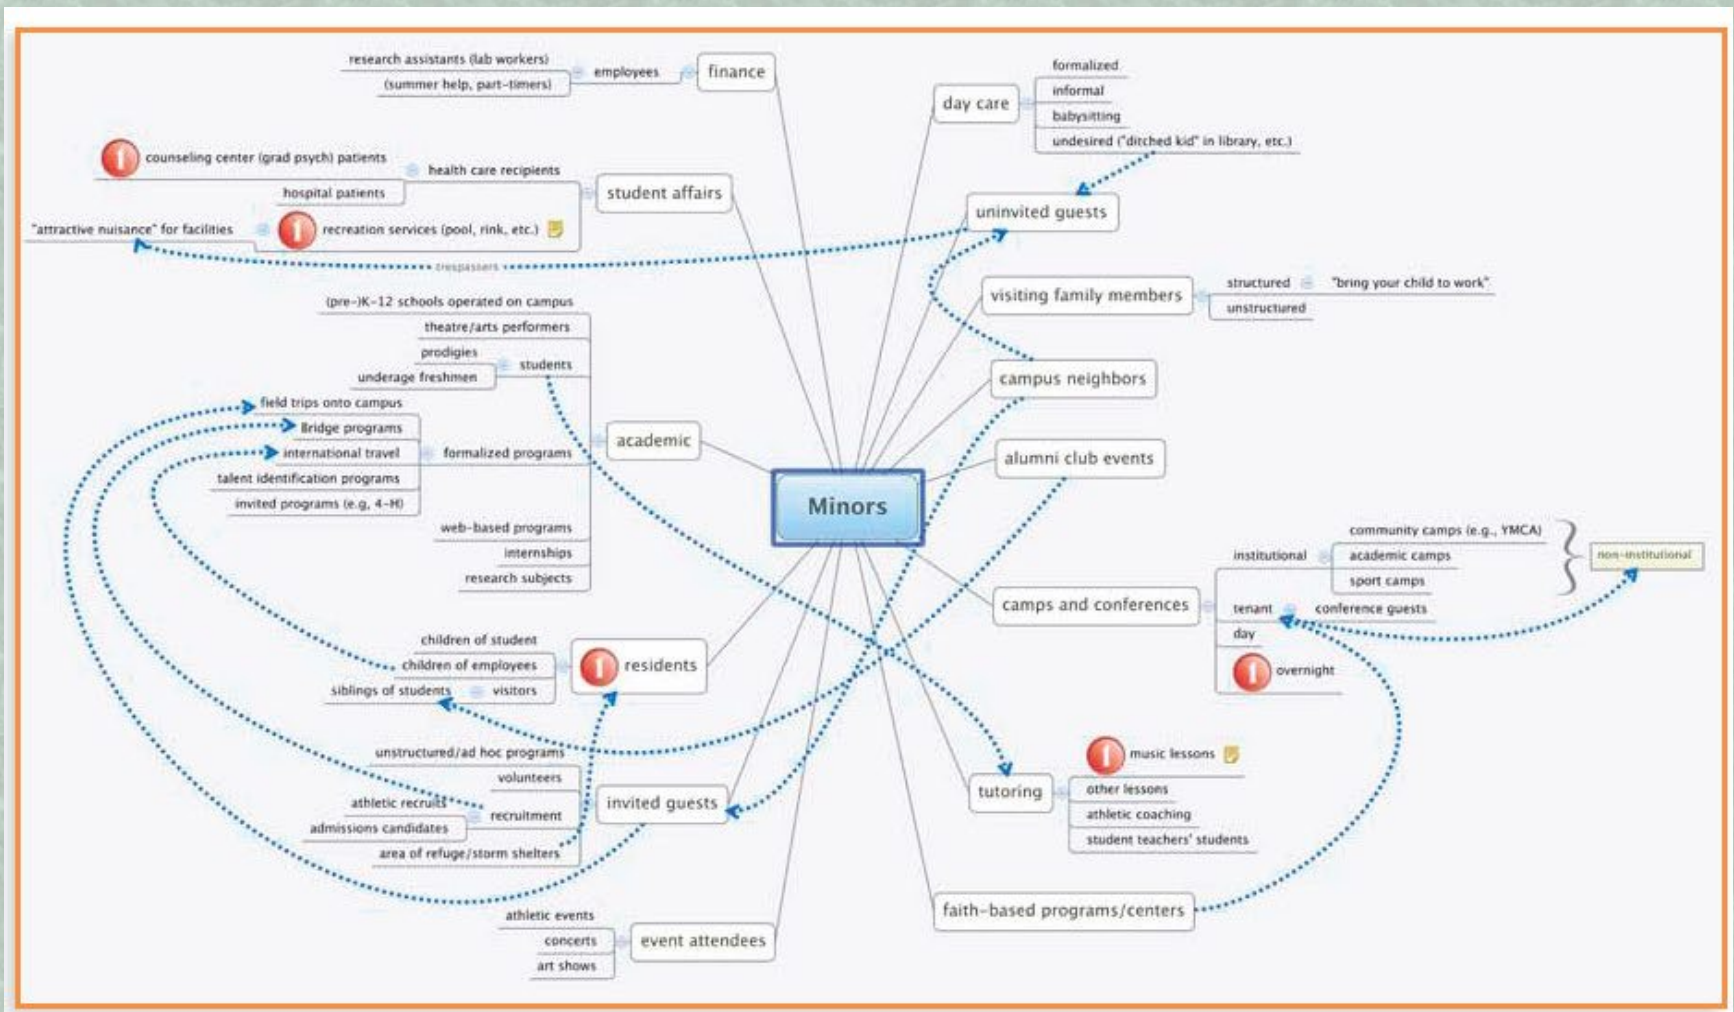 research assistants (lab workers)
(summer help, part-timers)
employees
finance
counseling center (grad psych) patients
hospital patients
health care recipients
"attractive nuisance" for facilities
recreation services (pool, rink, etc.)
student affairs
trespassers
(pre-)K-12 schools operated on campus
theatre/arts performers
prodigies
underage freshmen
students
field trips onto campus
Bridge programs
international travel
talent identification programs
invited programs (e.g, 4-H)
formalized programs
web-based programs
internships
research subjects
academic
children of student
children of employees
siblings of students
visitors
residents
unstructured/ad hoc programs
volunteers
athletic recruits
admissions candidates
recruitment
area of refuge/storm shelters
invited guests
athletic events
concerts
art shows
event attendees
Minors
day care
formalized
informal
babysitting
undesired ("ditched kid" in library, etc.)
uninvited guests
visiting family members
structured
"bring your child to work"
unstructured
campus neighbors
alumni club events
camps and conferences
institutional
community camps (e.g., YMCA)
academic camps
sport camps
non-institutional
tenant
conference guests
day
overnight
tutoring
music lessons
other lessons
athletic coaching
student teachers' students
faith-based programs/centers